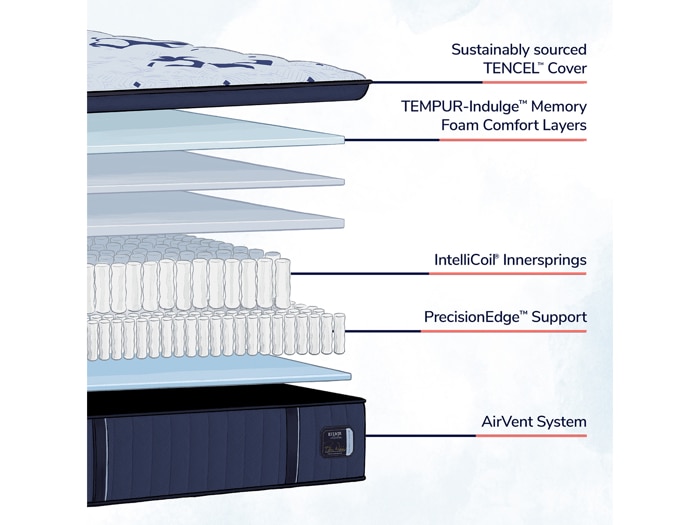 Sustainably sourced
TENCEL™ Cover
TEMPUR-Indulge™ Memory
Foam Comfort Layers
IntelliCoil® Innersprings
PrecisionEdge™ Support
AirVent System